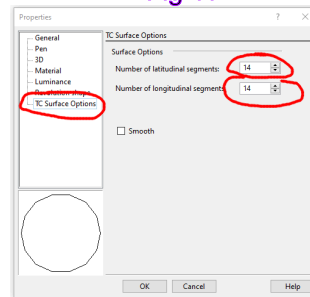 Properties
?
General
Pen
3D
Material
Luminance
Revolution shape
TC Surface Options
TC Surface Options
Surface Options
Number of latitudinal segments:
14
Number of longitudinal segments
14
Smooth
OK
Cancel
Help